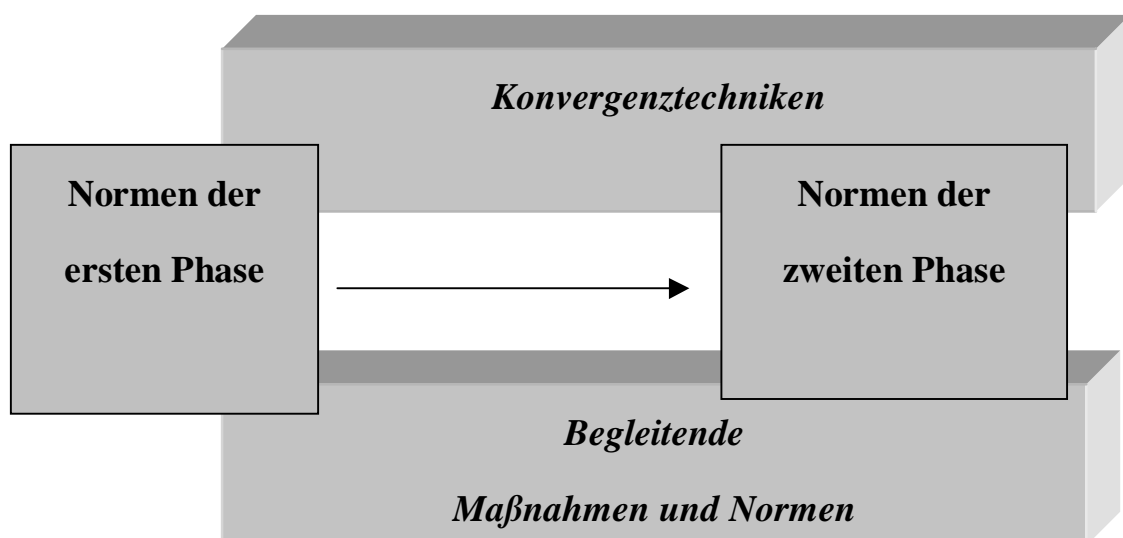 Konvergenztechniken
Normen der
ersten Phase
Normen der
zweiten Phase
Begleitende
Maßnahmen und Normen